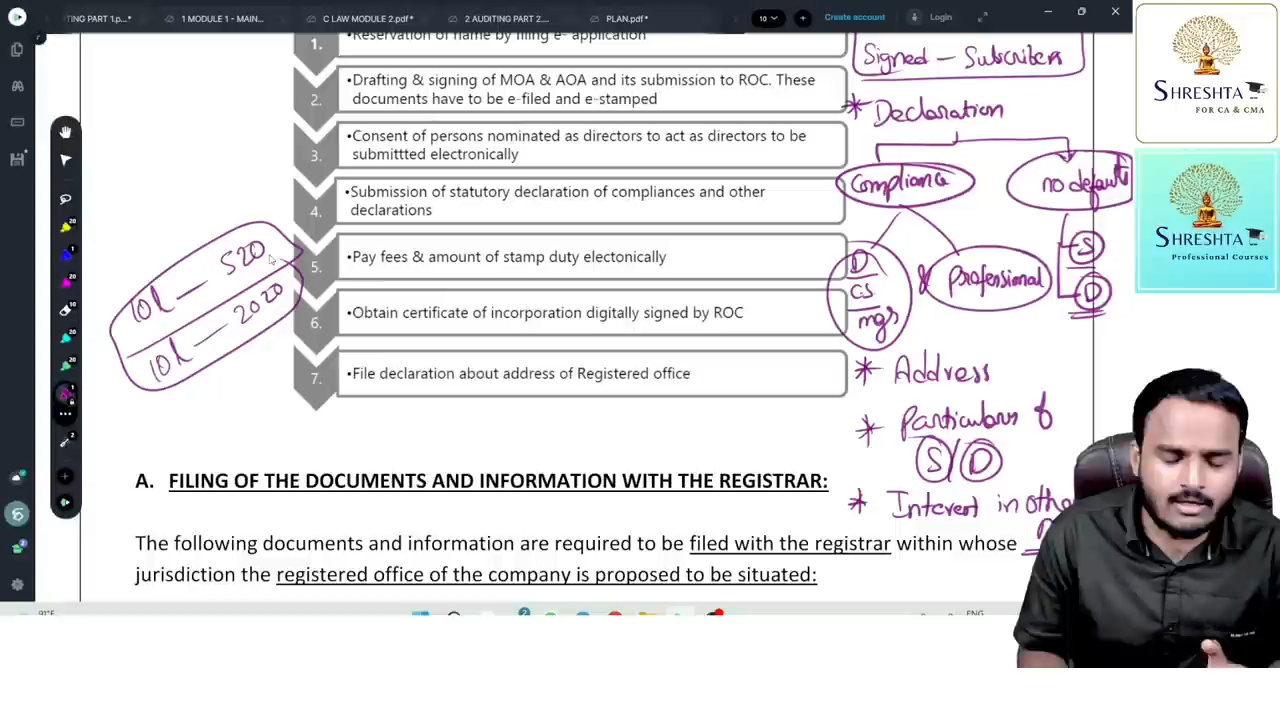 TING PART 1.p...*
1 MODULE 1 - MAIN...
C LAW MODULE 2.pdf*
2 AUDITING PART 2....
PLAN.pdf*
10
Create account
Login
1.
•Reservation of name by filing e- application
2.
•Drafting & signing of MOA & AOA and its submission to ROC. These
documents have to be e-filed and e-stamped
3.
•Consent of persons nominated as directors to act as directors to be
submittted electronically
4.
•Submission of statutory declaration of compliances and other
declarations
5.
•Pay fees & amount of stamp duty electonically
6.
•Obtain certificate of incorporation digitally signed by ROC
7.
•File declaration about address of Registered office
10L — 520
10L — 2020
Signed - Subscribers
* Declaration
Compliance
no default
D
CS
mgr
& professional
S
D
* Address
* Particulars of
S / D
* Interest in othe
A. FILING OF THE DOCUMENTS AND INFORMATION WITH THE REGISTRAR:
The following documents and information are required to be filed with the registrar within whose
jurisdiction the registered office of the company is proposed to be situated:
SHRESHTA
FOR CA & CMA
SHRESHTA
Professional Courses
91°F
ENG